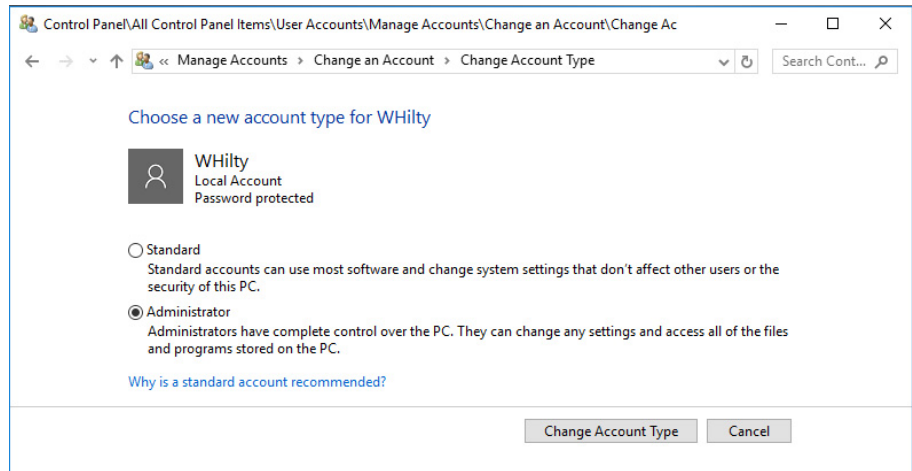 Control Panel\All Control Panel Items\User Accounts\Manage Accounts\Change an Account\Change Ac
« Manage Accounts › Change an Account › Change Account Type
Search Cont...
Choose a new account type for WHilty
WHilty
Local Account
Password protected
Standard
Standard accounts can use most software and change system settings that don't affect other users or the
security of this PC.
Administrator
Administrators have complete control over the PC. They can change any settings and access all of the files
and programs stored on the PC.
Why is a standard account recommended?
Change Account Type
Cancel